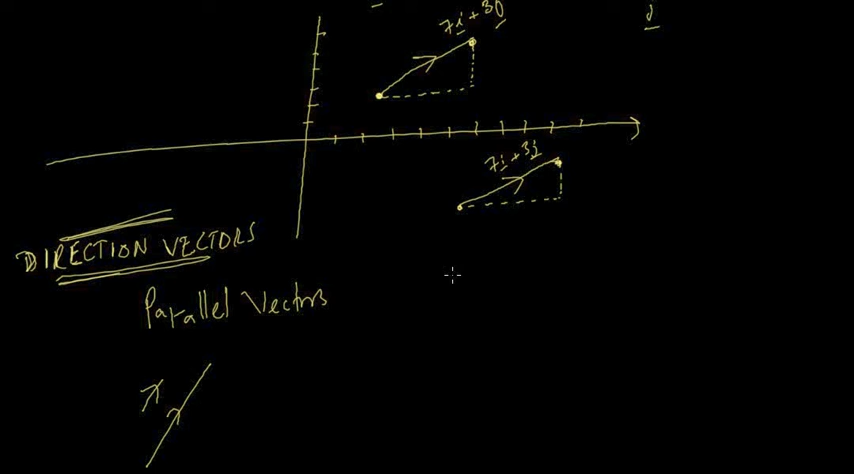 7i + 3j
j
7i + 3j
DIRECTION VECTORS
Parallel Vectors